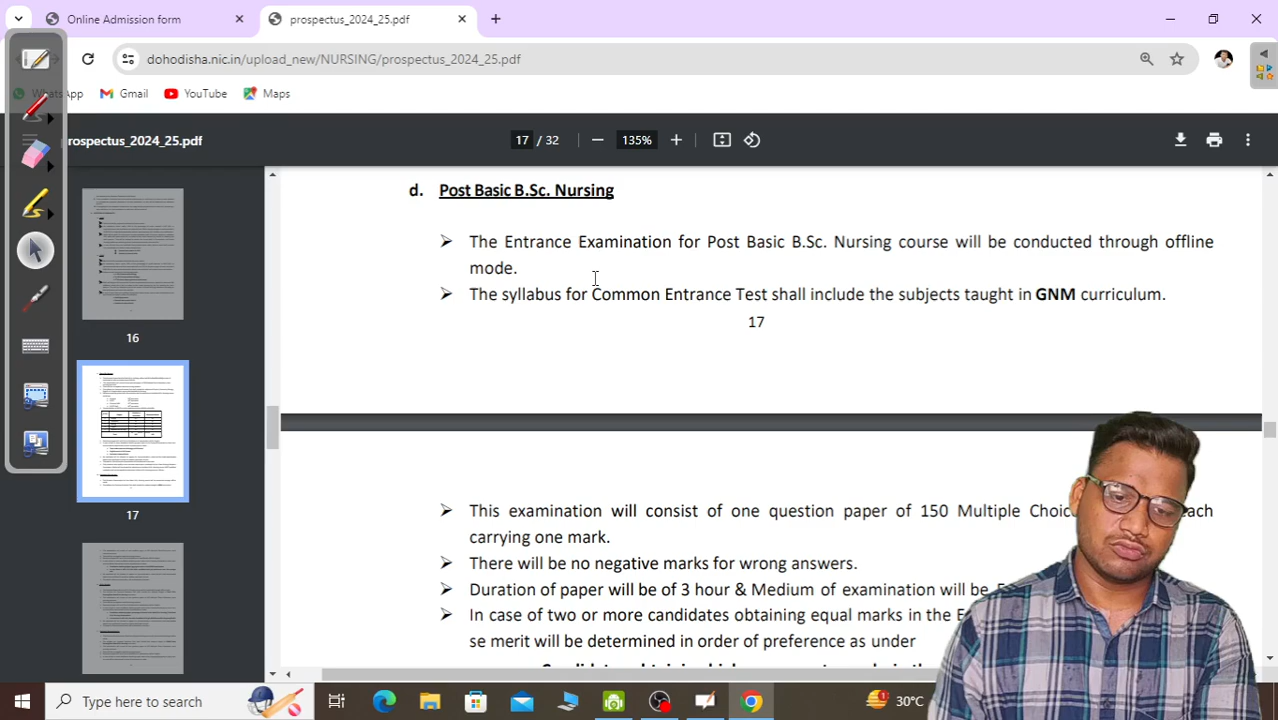 Online Admission form
prospectus_2024_25.pdf
dohodisha.nic.in/upload_new/NURSING/prospectus_2024_25.pdf
WhatsApp Gmail YouTube Maps
rospectus_2024_25.pdf
17 / 32
135%
d. Post Basic B.Sc. Nursing
➢ The Entrance Examination for Post Basic B.Sc. Nursing course will be conducted through offline
mode.
➢ The syllabus for Common Entrance Test shall include the subjects taught in GNM curriculum.
17
➢ This examination will consist of one question paper of 150 Multiple Choic ach
carrying one mark.
➢ There will be no negative marks for wrong answers.
➢ Duration of paper will be of 3 hour & Medium of examination will be
➢ In case of two or more candidates obtaining equal marks in the E
se merit will be determined in order of preference as under
16
17
Type here to search
30°C